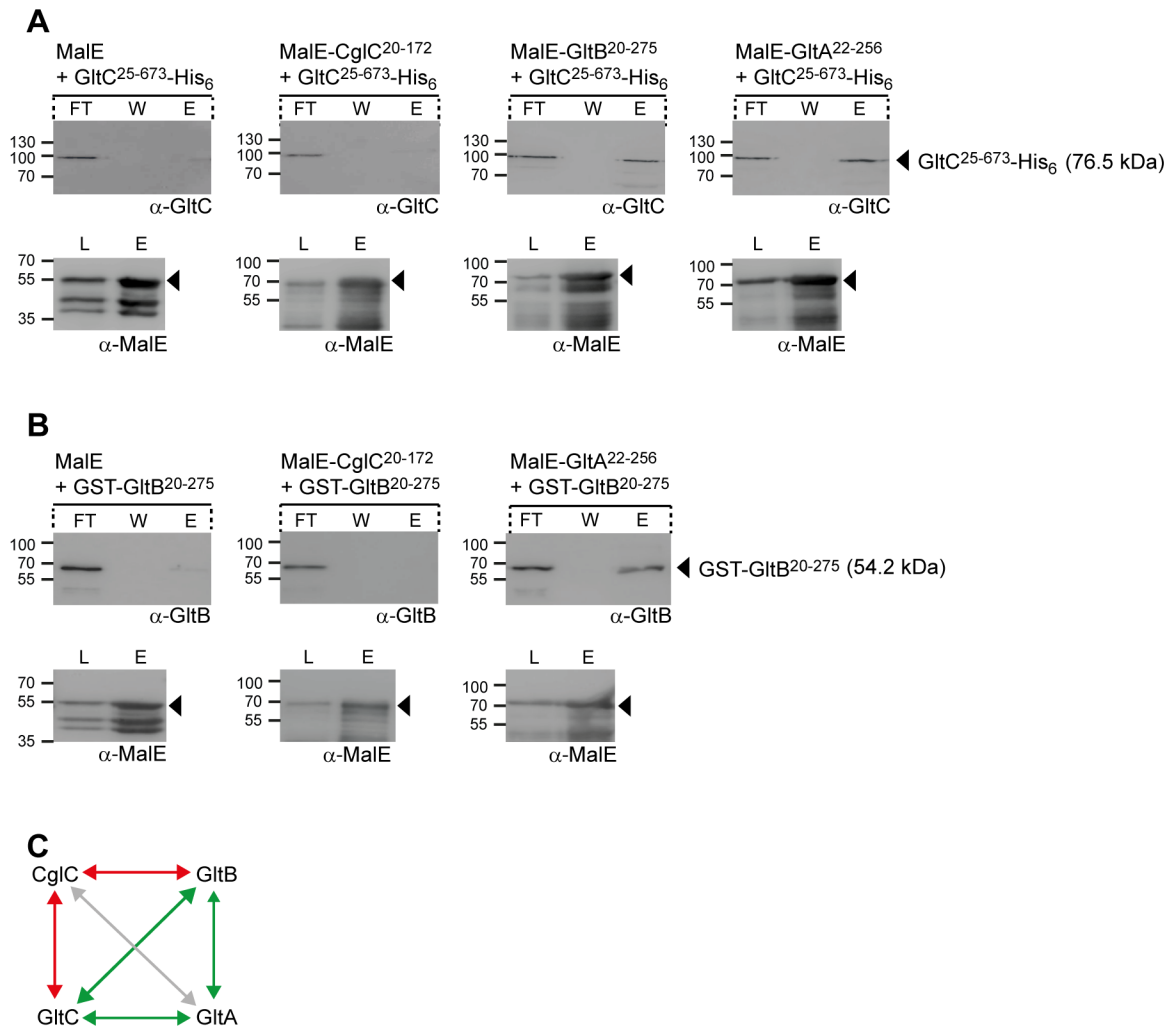 A
MalE
+ GltC25-673-His6
MalE-CglC20-172
+ GltC25-673-His6
MalE-GltB20-275
+ GltC25-673-His6
MalE-GltA22-256
+ GltC25-673-His6
FT W E
FT W E
FT W E
FT W E
130
100
70
130
100
70
130
100
70
130
100
70
GltC25-673-His6 (76.5 kDa)
α-GltC
α-GltC
α-GltC
α-GltC
L E
L E
L E
L E
70
55
35
100
70
55
100
70
55
100
70
55
α-MalE
α-MalE
α-MalE
α-MalE
B
MalE
+ GST-GltB20-275
MalE-CglC20-172
+ GST-GltB20-275
MalE-GltA22-256
+ GST-GltB20-275
FT W E
FT W E
FT W E
100
70
55
100
70
55
100
70
55
GST-GltB20-275 (54.2 kDa)
α-GltB
α-GltB
α-GltB
L E
L E
L E
70
55
35
100
70
55
100
70
55
α-MalE
α-MalE
α-MalE
C
CglC GltB
GltC GltA